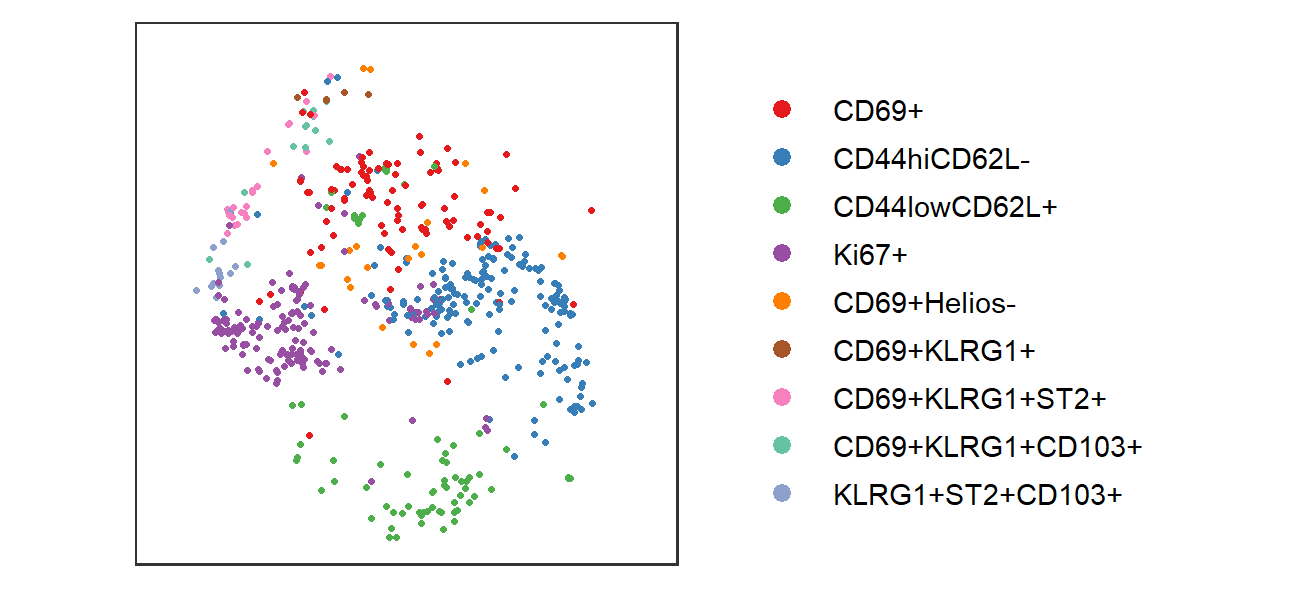 CD69+
CD44hiCD62L-
CD44lowCD62L+
Ki67+
CD69+Helios-
CD69+KLRG1+
CD69+KLRG1+ST2+
CD69+KLRG1+CD103+
KLRG1+ST2+CD103+